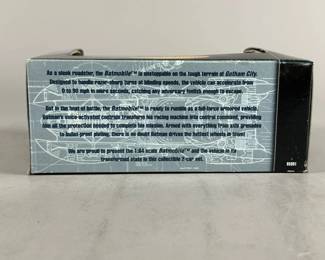 As a sleek roadster, the Batmobile™ is unstoppable on the tough terrain of Gotham City.
Designed to handle razor-sharp turns at blinding speeds, the vehicle can accelerate from
0 to 90 mph in mere seconds, catching any adversary foolish enough to escape.
But in the heat of battle, the Batmobile™ is ready to rumble as a full-force armored vehicle.
Batman's voice-activated controls transform his racing machine into central command, providing
him all the protection needed to complete his mission. Armed with everything from axle grenades
to bullet-proof plating, there is no doubt Batman drives the hottest wheels in town!
We are proud to present the 1:64 scale Batmobile™ and the vehicle in its
transformed state in this collectible 2-car set.